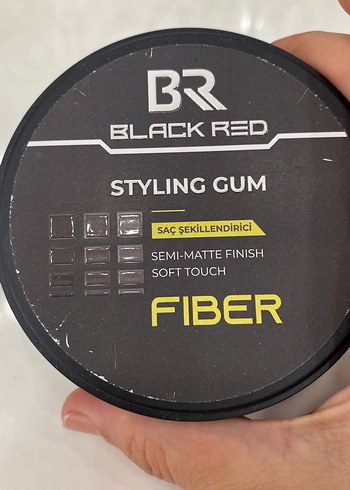 BR
BLACK RED
STYLING GUM
SAÇ ŞEKİLLENDİRİCİ
SEMI-MATTE FINISH
SOFT TOUCH
FIBER